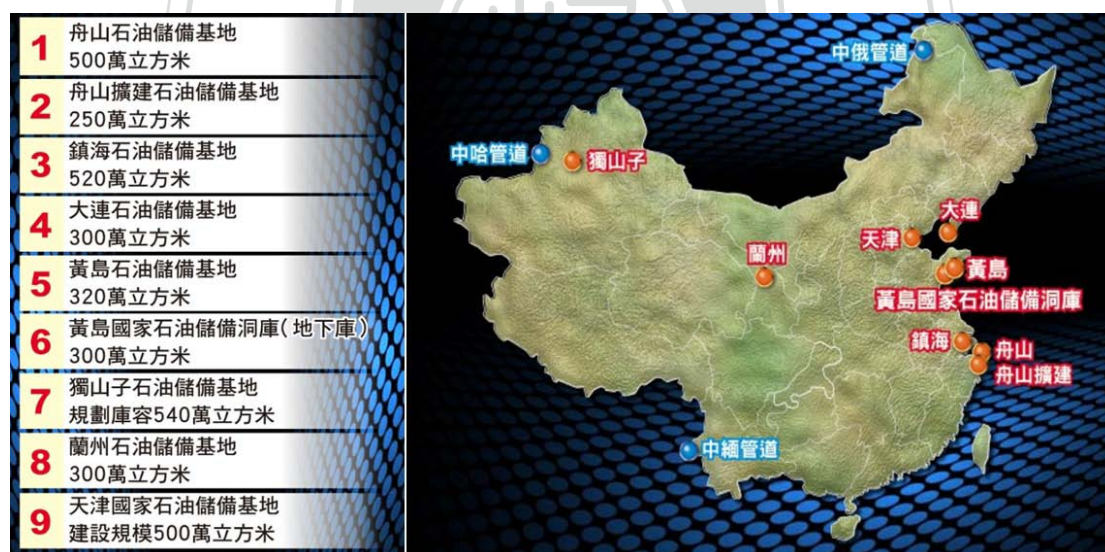 1
舟山石油儲備基地
500萬立方米
2
舟山擴建石油儲備基地
250萬立方米
3
鎮海石油儲備基地
520萬立方米
4
大連石油儲備基地
300萬立方米
5
黃島石油儲備基地
320萬立方米
6
黃島國家石油儲備洞庫(地下庫)
300萬立方米
7
獨山子石油儲備基地
規劃庫容540萬立方米
8
蘭州石油儲備基地
300萬立方米
9
天津國家石油儲備基地
建設規模500萬立方米
中俄管道
中哈管道
獨山子
大連
天津
蘭州
黃島
黃島國家石油儲備洞庫
鎮海
舟山
舟山擴建
中緬管道